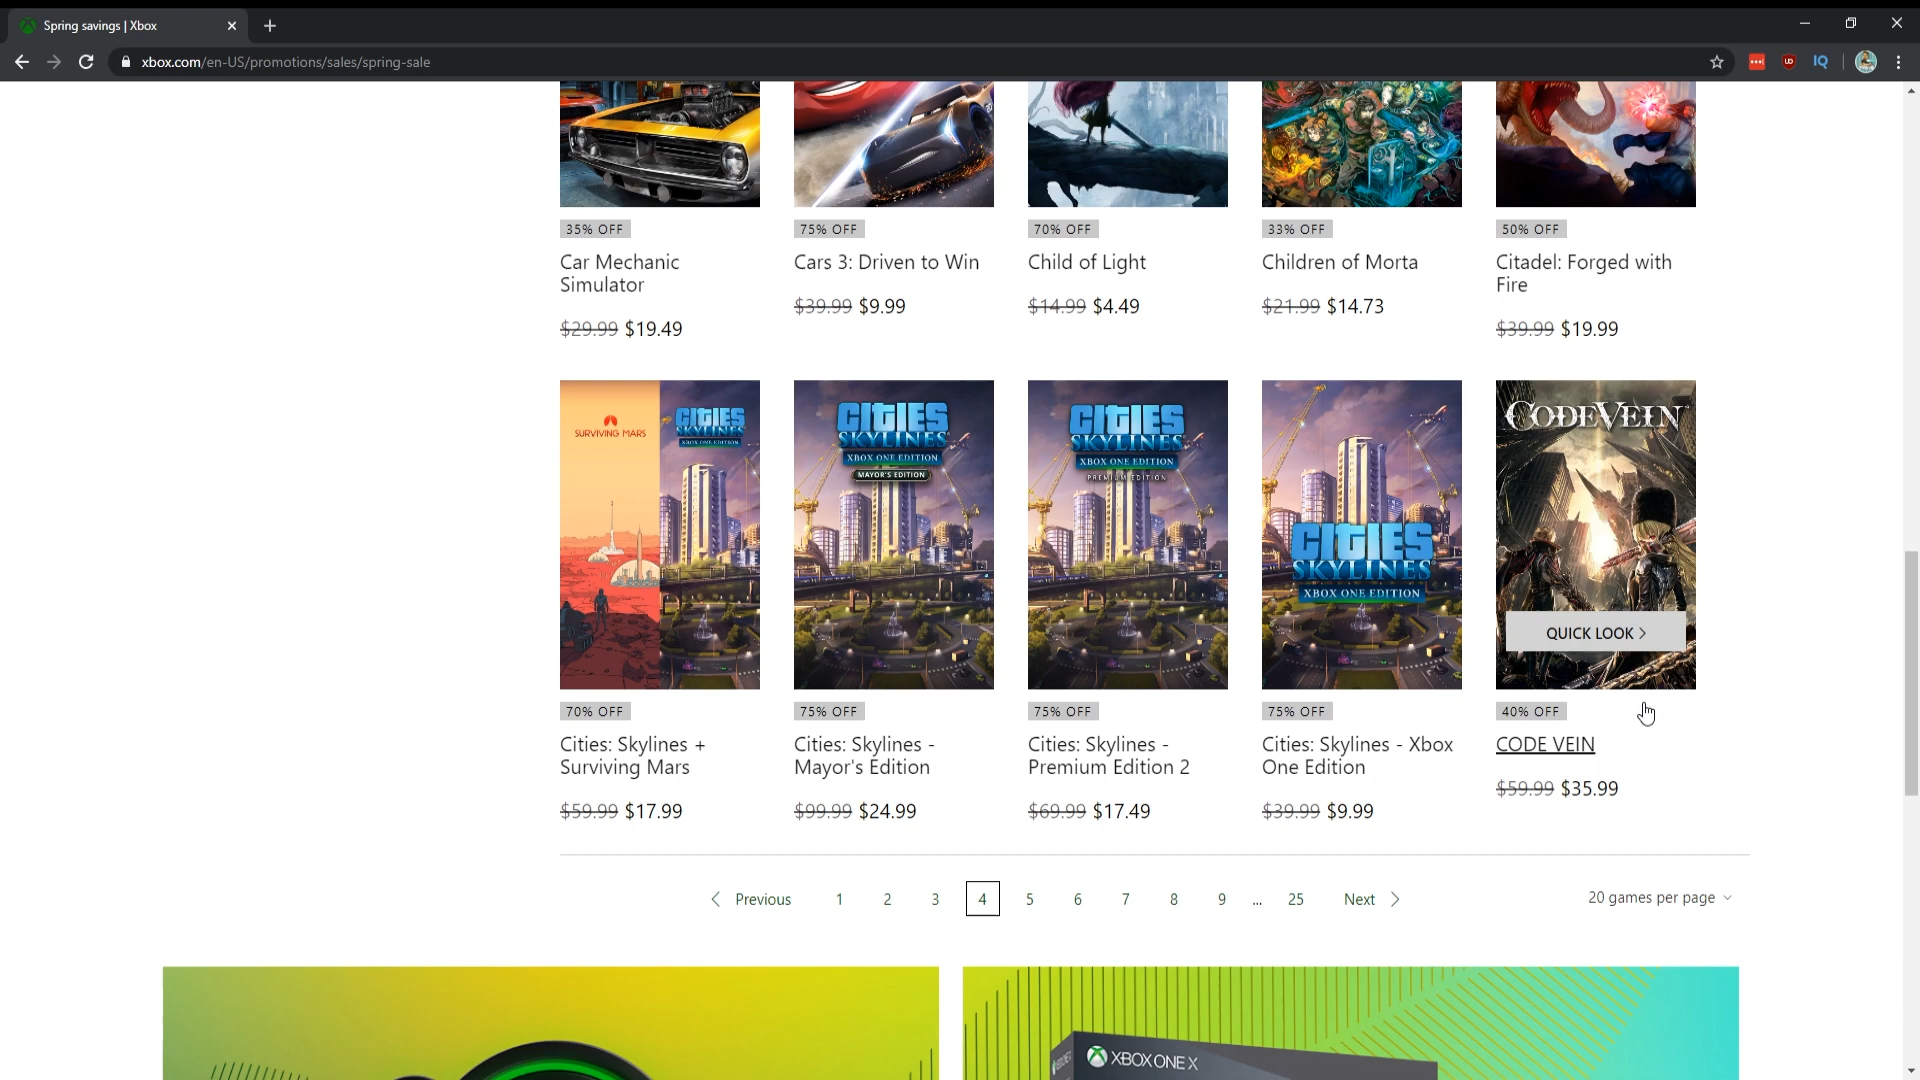 Spring savings | Xbox
xbox.com/en-US/promotions/sales/spring-sale
IQ
35% OFF
75% OFF
70% OFF
33% OFF
50% OFF
Car Mechanic
Simulator
Cars 3: Driven to Win
Child of Light
Children of Morta
Citadel: Forged with
Fire
$29.99 $19.49
$39.99 $9.99
$14.99 $4.49
$21.99 $14.73
$39.99 $19.99
SURVIVING MARS
CITIES
SKYLINES
XBOX ONE EDITION
CITIES
SKYLINES
XBOX ONE EDITION
MAYOR'S EDITION
CITIES
SKYLINES
XBOX ONE EDITION
PREMIUM EDITION
CITIES
SKYLINES
XBOX ONE EDITION
CODE VEIN
QUICK LOOK >
70% OFF
75% OFF
75% OFF
75% OFF
40% OFF
Cities: Skylines +
Surviving Mars
Cities: Skylines -
Mayor's Edition
Cities: Skylines -
Premium Edition 2
Cities: Skylines - Xbox
One Edition
CODE VEIN
$59.99 $17.99
$99.99 $24.99
$69.99 $17.49
$39.99 $9.99
$59.99 $35.99
< Previous 1 2 3 4 5 6 7 8 9 ... 25 Next >
20 games per page
XBOX ONE X